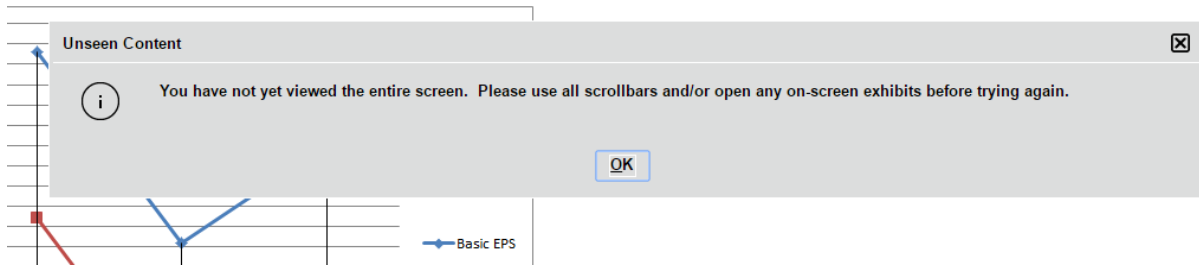 Unseen Content
You have not yet viewed the entire screen. Please use all scrollbars and/or open any on-screen exhibits before trying again.
OK
Basic EPS